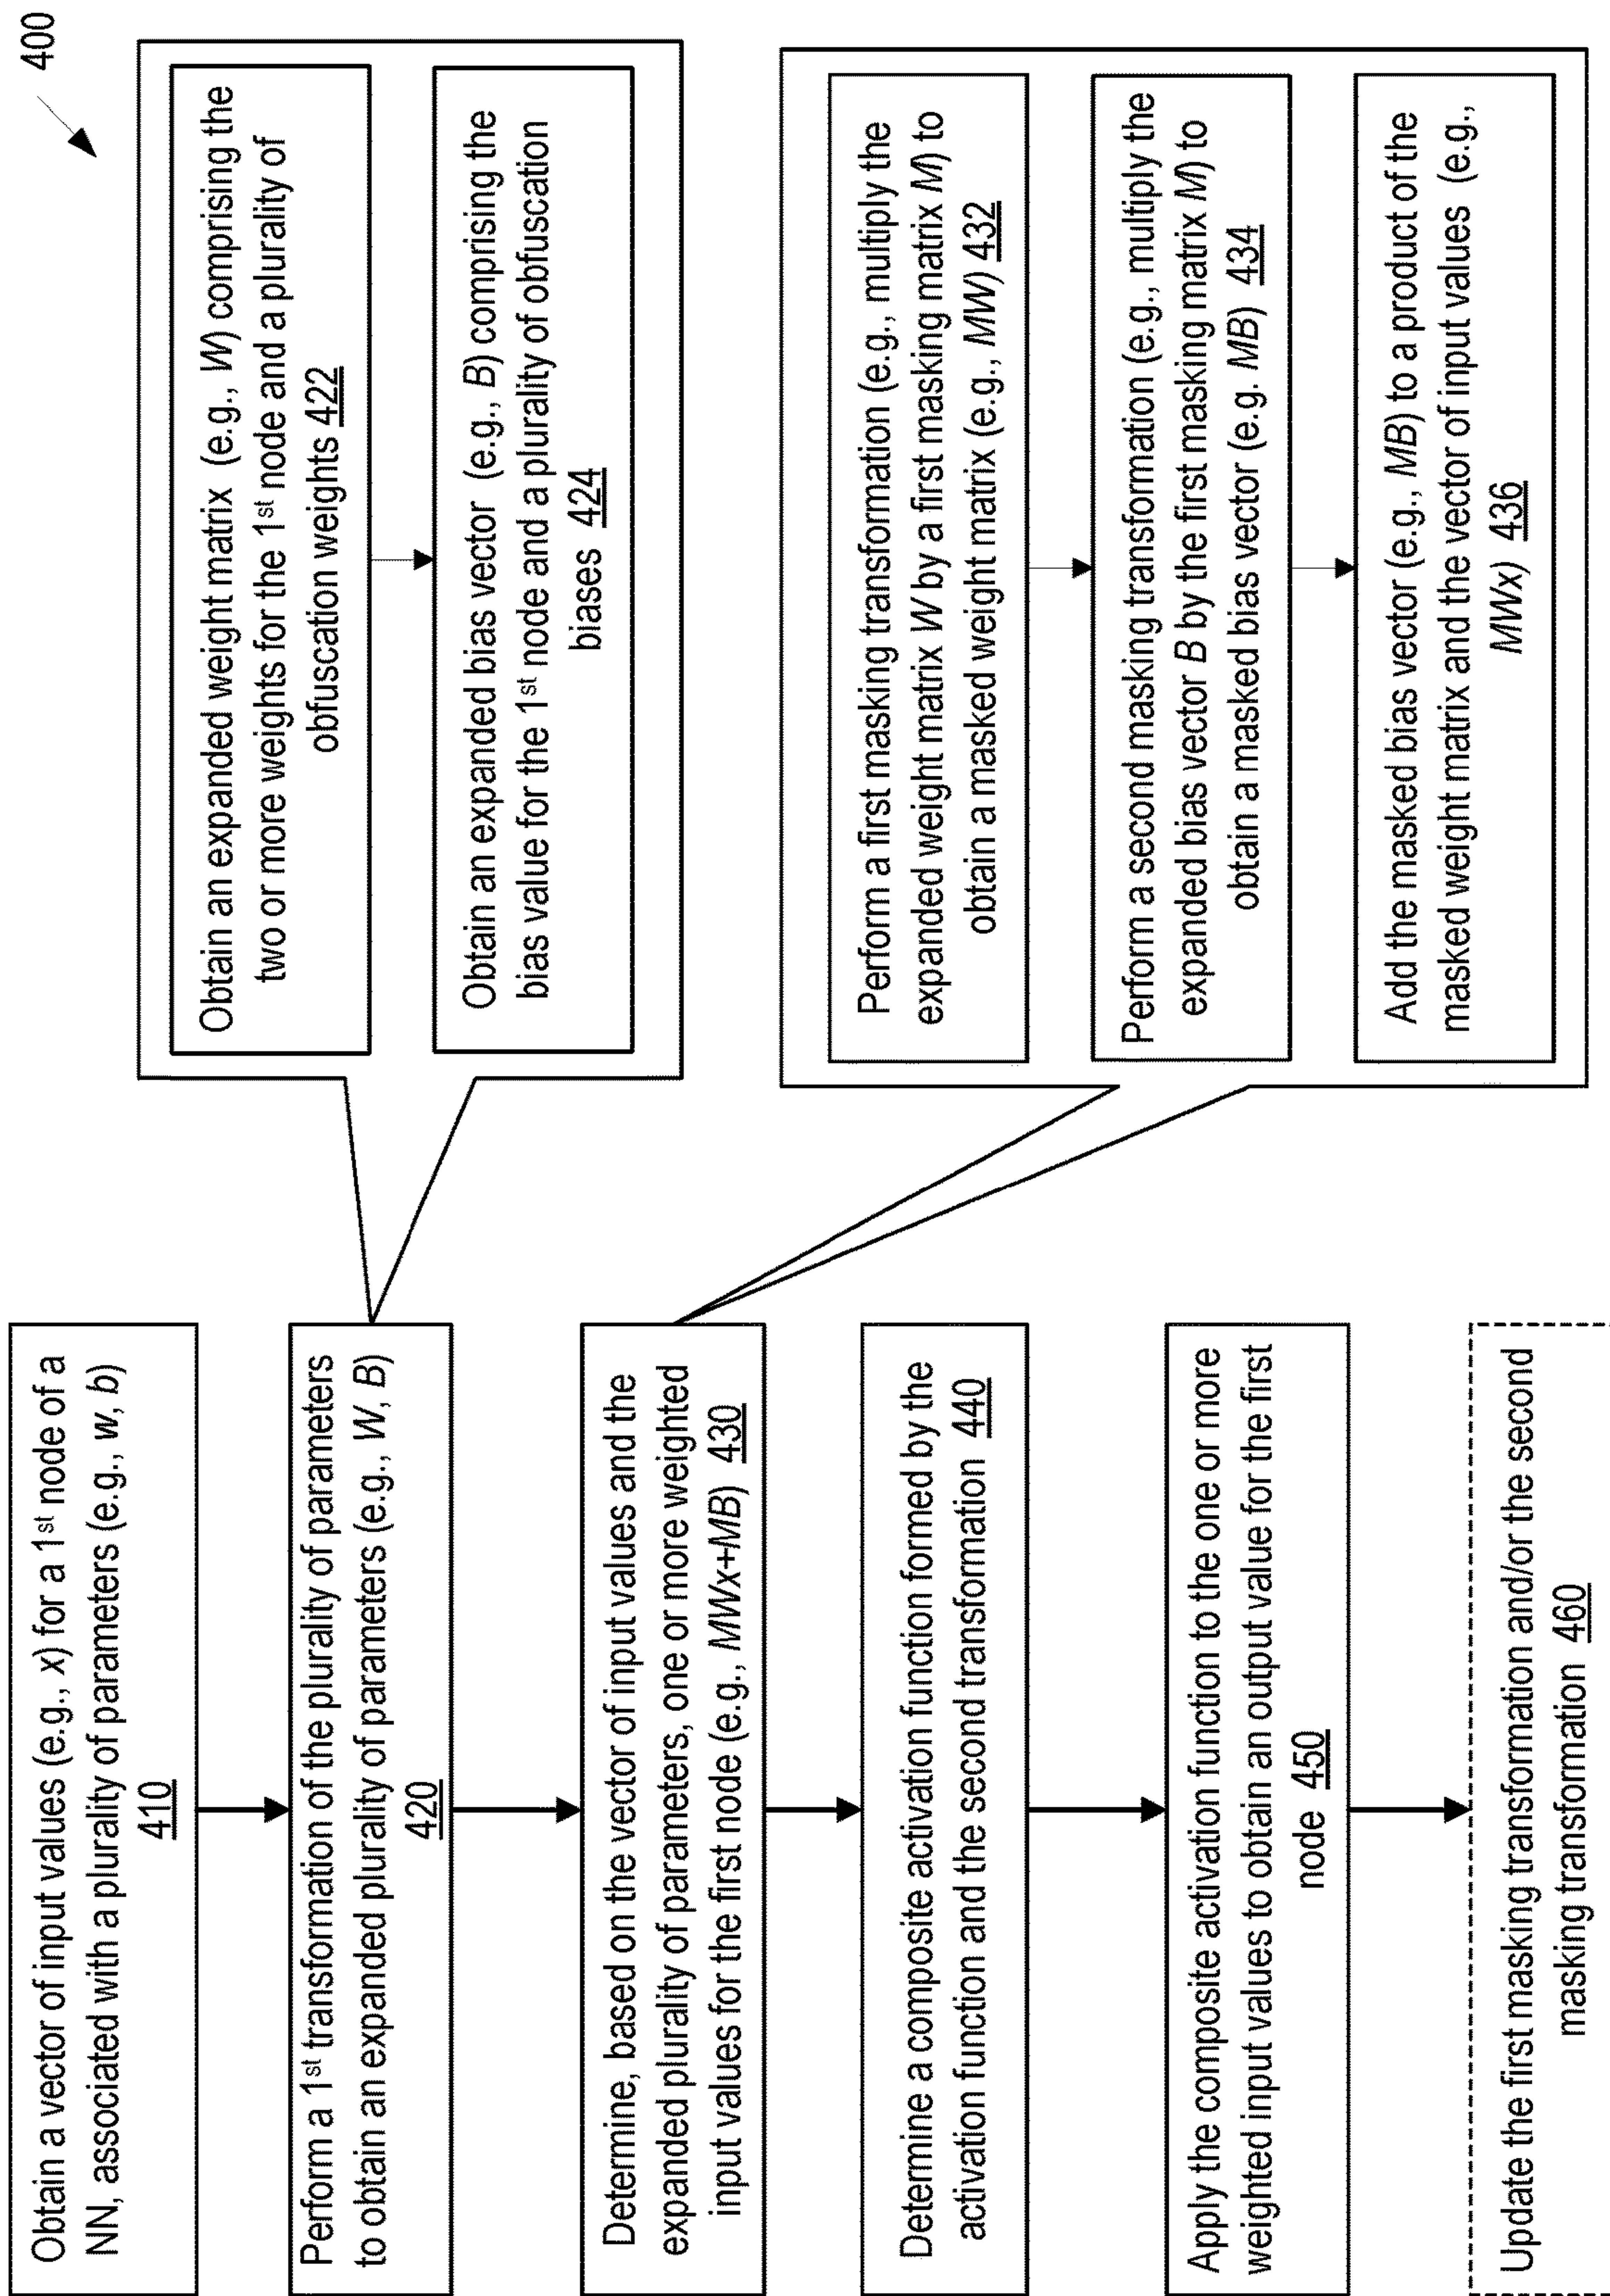 400
Obtain a vector of input values (e.g., x) for a 1st node of a
NN, associated with a plurality of parameters (e.g., w, b)
410
Perform a 1st transformation of the plurality of parameters
to obtain an expanded plurality of parameters (e.g., W, B)
420
Determine, based on the vector of input values and the
expanded plurality of parameters, one or more weighted
input values for the first node (e.g., MWx+MB) 430
Determine a composite activation function formed by the
activation function and the second transformation 440
Apply the composite activation function to the one or more
weighted input values to obtain an output value for the first
node 450
Update the first masking transformation and/or the second
masking transformation 460
Obtain an expanded weight matrix (e.g., W) comprising the
two or more weights for the 1st node and a plurality of
obfuscation weights 422
Obtain an expanded bias vector (e.g., B) comprising the
bias value for the 1st node and a plurality of obfuscation
biases 424
Perform a first masking transformation (e.g., multiply the
expanded weight matrix W by a first masking matrix M) to
obtain a masked weight matrix (e.g., MW) 432
Perform a second masking transformation (e.g., multiply the
expanded bias vector B by the first masking matrix M) to
obtain a masked bias vector (e.g. MB) 434
Add the masked bias vector (e.g., MB) to a product of the
masked weight matrix and the vector of input values (e.g.,
MWx) 436